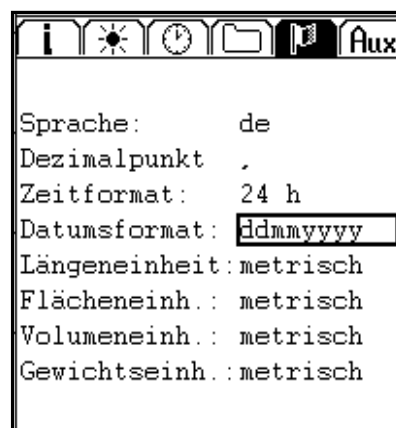 i Aux
Sprache: de
Dezimalpunkt ,
Zeitformat: 24 h
Datumsformat: ddmmyyyy
Längeneinheit: metrisch
Flächeneinh.: metrisch
Volumeneinh.: metrisch
Gewichtseinh.: metrisch